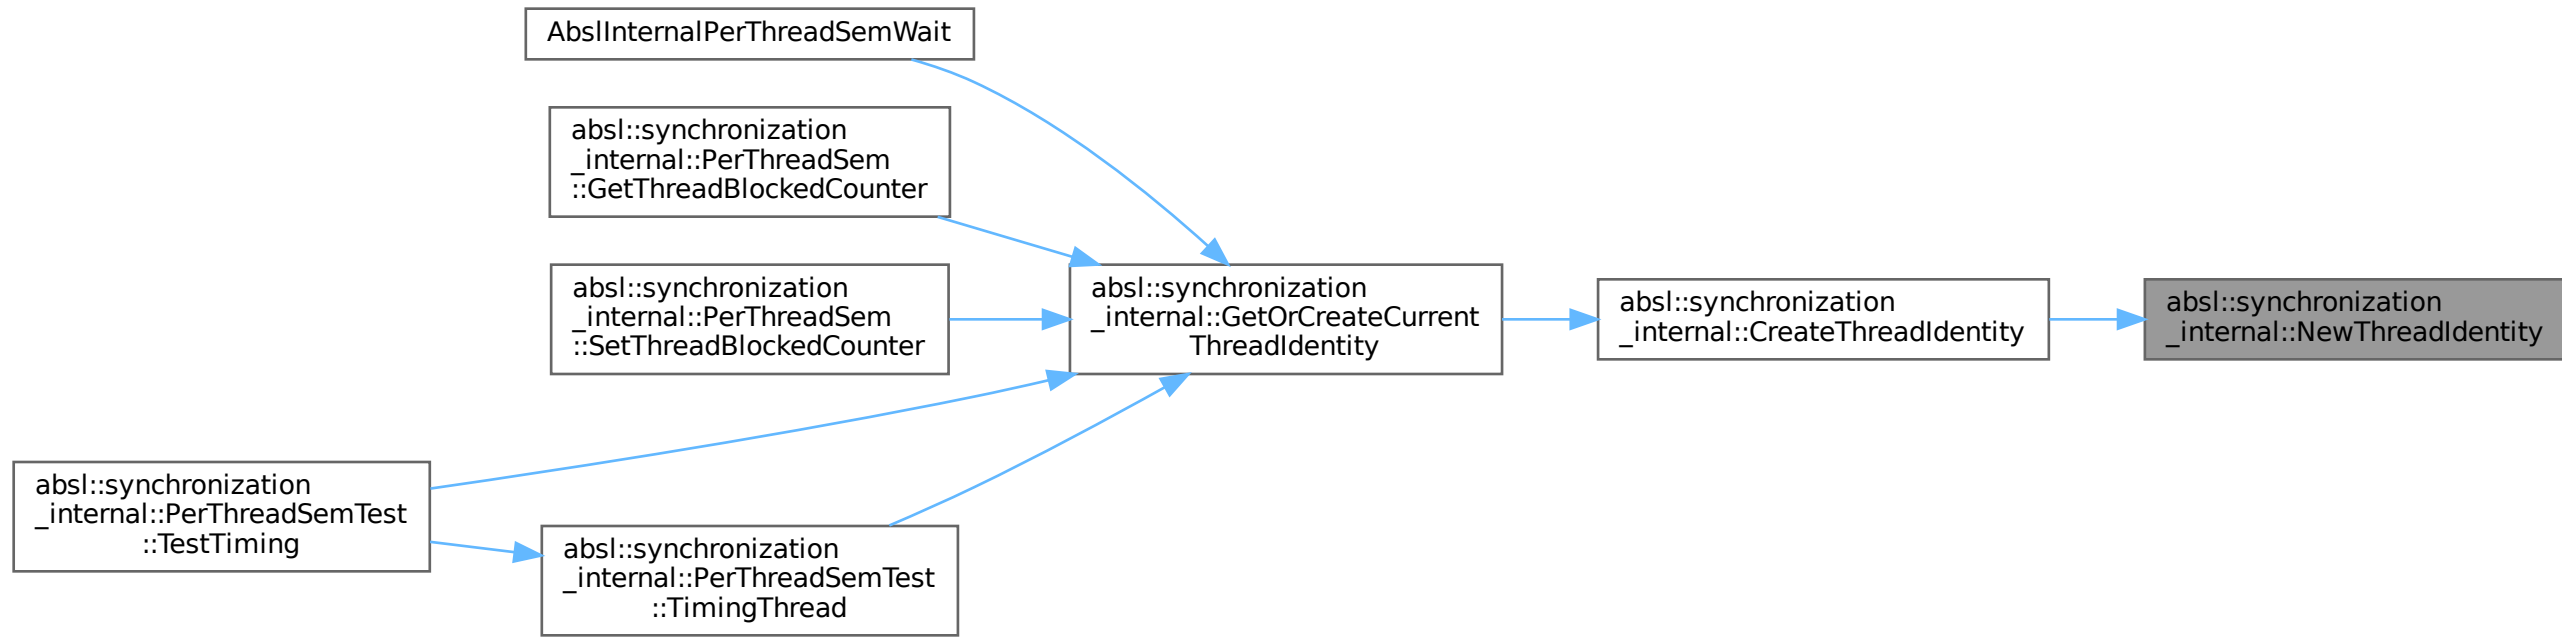 AbslInternalPerThreadSemWait
absl::synchronization
_internal::PerThreadSem
::GetThreadBlockedCounter
absl::synchronization
_internal::PerThreadSem
::SetThreadBlockedCounter
absl::synchronization
_internal::GetOrCreateCurrent
ThreadIdentity
absl::synchronization
_internal::CreateThreadIdentity
absl::synchronization
_internal::NewThreadIdentity
absl::synchronization
_internal::PerThreadSemTest
::TestTiming
absl::synchronization
_internal::PerThreadSemTest
::TimingThread